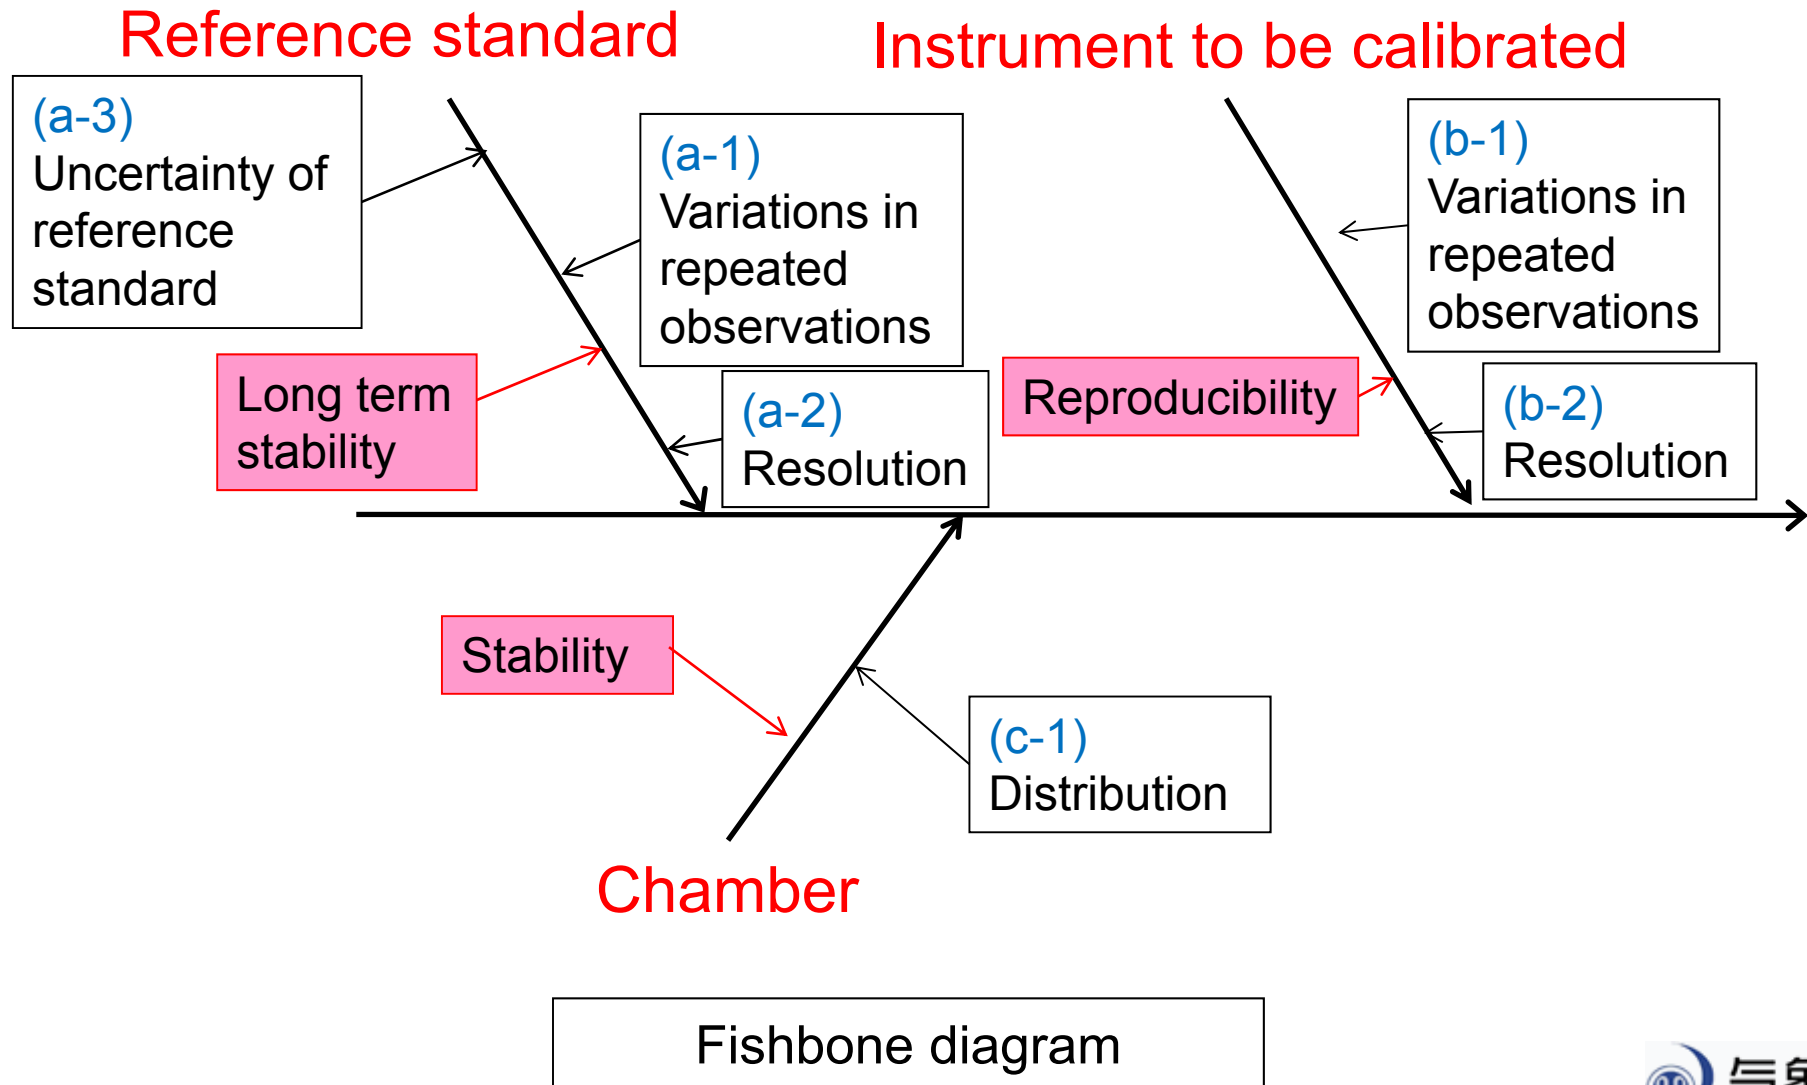 Reference standard
Instrument to be calibrated
(a-3)
Uncertainty of
reference
standard
(a-1)
Variations in
repeated
observations
(b-1)
Variations in
repeated
observations
Long term
stability
(a-2)
Resolution
Reproducibility
(b-2)
Resolution
Stability
(c-1)
Distribution
Chamber
Fishbone diagram